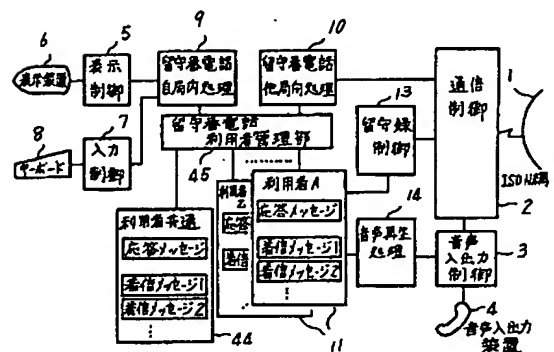 6
表示装置
5
表示
制御
9
留守番電話
自局内処理
10
留守番電話
他局向処理
8
キーボード
7
入力
制御
留守番電話
利用者管理部
45
13
留守録
制御
通信
制御
1
ISDN回線
2
利用者共通
応答メッセージ
着信メッセージ1
着信メッセージ2
44
利用者
Z
応答
着信
利用者A
応答メッセージ
着信メッセージ1
着信メッセージ2
11
14
音声再生
処理
音声
入出力
制御
3
4
音声入出力
装置